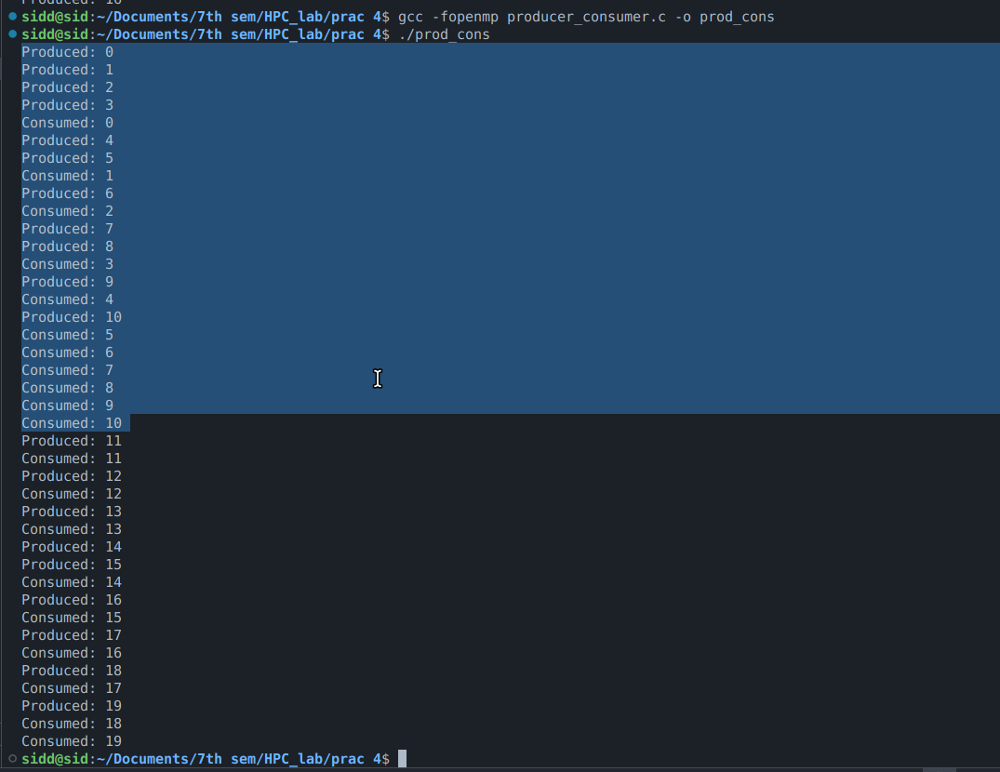 Produced: 10
sidd@sid:~/Documents/7th sem/HPC_lab/prac 4$ gcc -fopenmp producer_consumer.c -o prod_cons
sidd@sid:~/Documents/7th sem/HPC_lab/prac 4$ ./prod_cons
Produced: 0
Produced: 1
Produced: 2
Produced: 3
Consumed: 0
Produced: 4
Produced: 5
Consumed: 1
Produced: 6
Consumed: 2
Produced: 7
Produced: 8
Consumed: 3
Produced: 9
Consumed: 4
Produced: 10
Consumed: 5
Consumed: 6
Consumed: 7
Consumed: 8
Consumed: 9
Consumed: 10
Produced: 11
Consumed: 11
Produced: 12
Consumed: 12
Produced: 13
Consumed: 13
Produced: 14
Produced: 15
Consumed: 14
Produced: 16
Consumed: 15
Produced: 17
Consumed: 16
Produced: 18
Consumed: 17
Produced: 19
Consumed: 18
Consumed: 19
sidd@sid:~/Documents/7th sem/HPC_lab/prac 4$